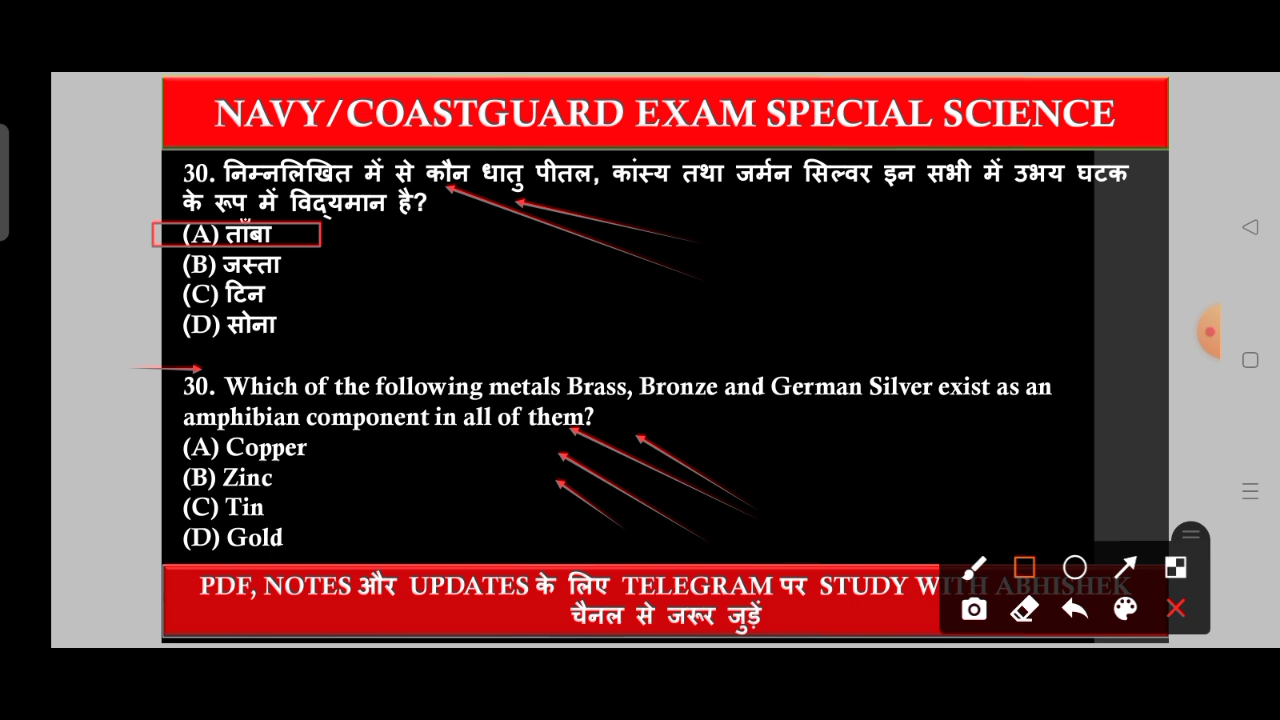 NAVY/COASTGUARD EXAM SPECIAL SCIENCE
30. निम्नलिखित में से कौन धातु पीतल, कांस्य तथा जर्मन सिल्वर इन सभी में उभय घटक
के रूप में विद्यमान है?
(A) ताँबा
(B) जस्ता
(C) टिन
(D) सोना
30. Which of the following metals Brass, Bronze and German Silver exist as an
amphibian component in all of them?
(A) Copper
(B) Zinc
(C) Tin
(D) Gold
PDF, NOTES और UPDATES के लिए TELEGRAM पर STUDY WITH ABHISHEK
चैनल से जरूर जुड़ें